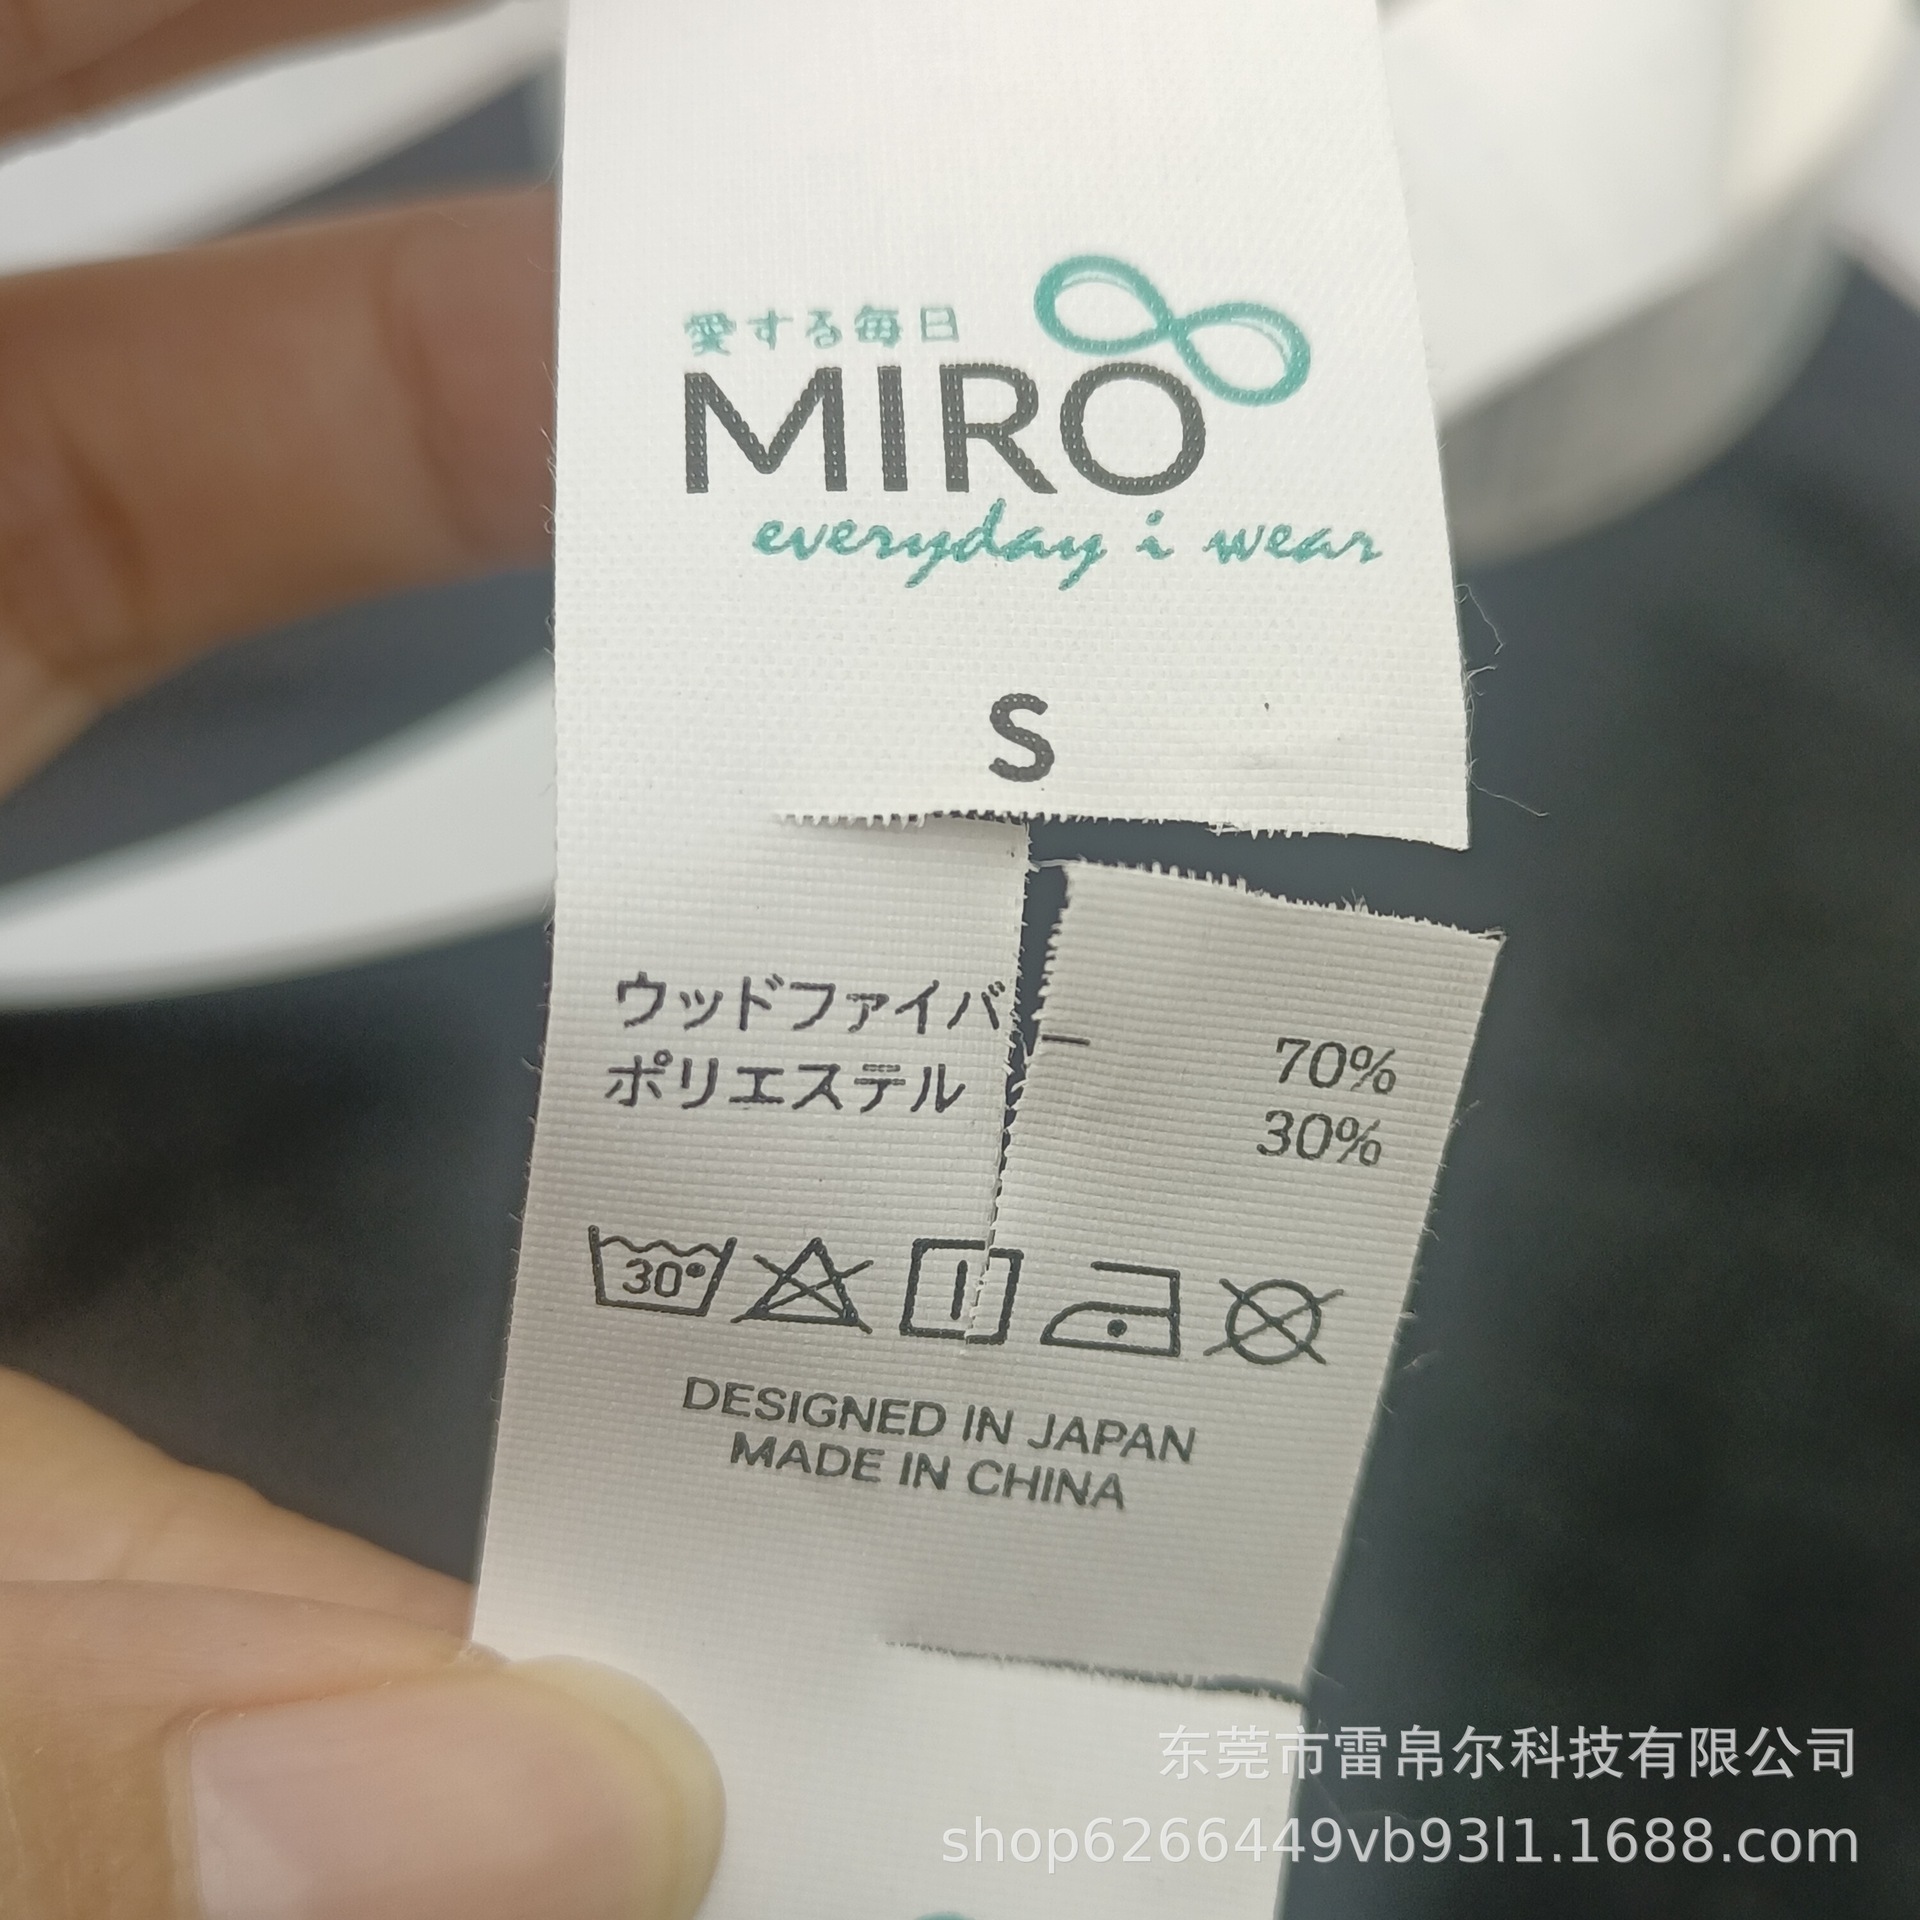 愛する毎日
MIRO
everyday i wear
S
ウッドファイバー 70%
ポリエステル 30%
30°
DESIGNED IN JAPAN
MADE IN CHINA
东莞市雷帛尔科技有限公司
shop6266449vb93l1.1688.com